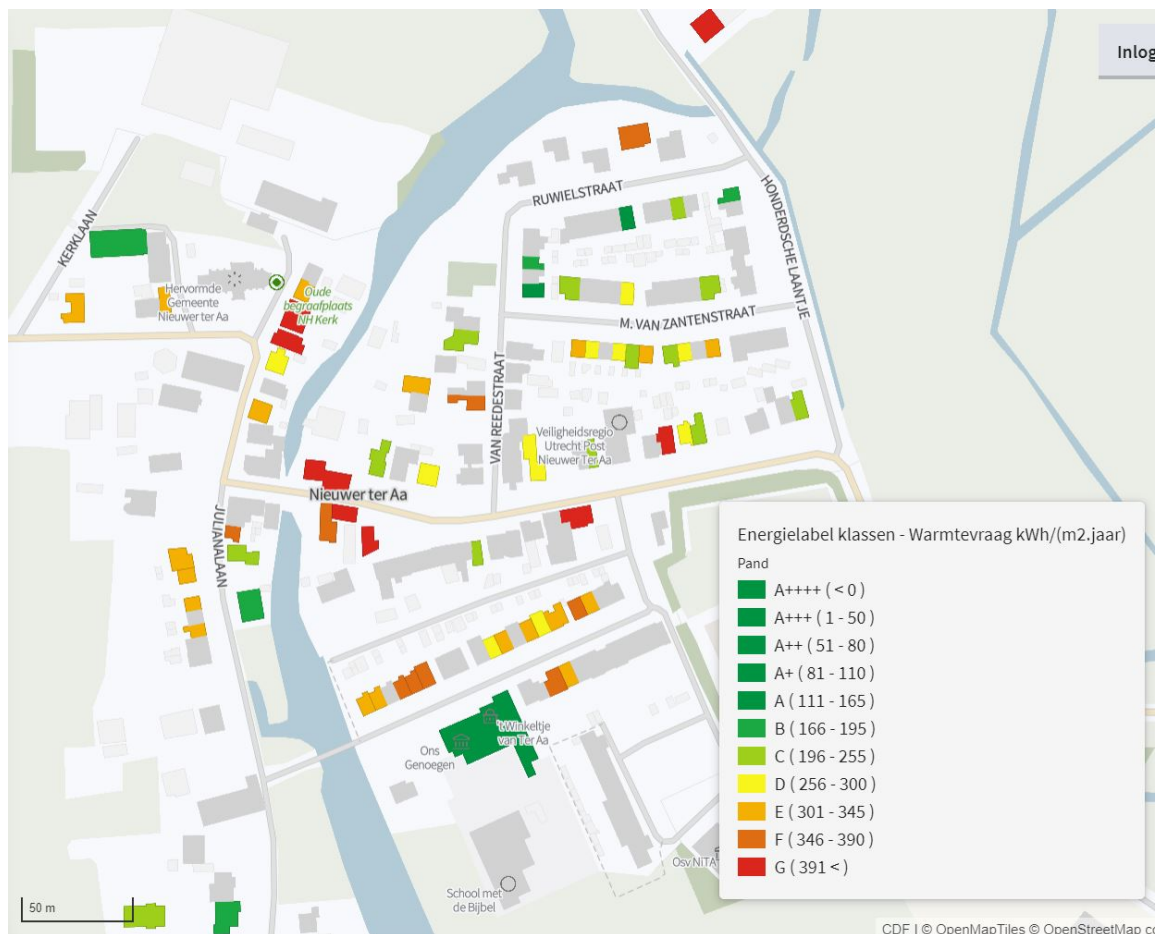 Inlog
KERKLAAN
RUWIELSTRAAT
HONDERDSCHE LAANTJE
Hervormde
Gemeente
Nieuwer ter Aa
Oude
begraafplaats
NH Kerk
M. VAN ZANTENSTRAAT
VAN REEDESTRAAT
Veiligheidsregio
Utrecht Post
Nieuwer Ter Aa
Nieuwer ter Aa
JULIANALAAN
't Winkeltje
van Ter Aa
Ons
Genoegen
Osv NITA
School met
de Bijbel
50 m
Energielabel klassen - Warmtevraag kWh/(m2.jaar)
Pand
A++++ ( < 0 )
A+++ ( 1 - 50 )
A++ ( 51 - 80 )
A+ ( 81 - 110 )
A ( 111 - 165 )
B ( 166 - 195 )
C ( 196 - 255 )
D ( 256 - 300 )
E ( 301 - 345 )
F ( 346 - 390 )
G ( 391 < )
CDF | © OpenMapTiles © OpenStreetMap co